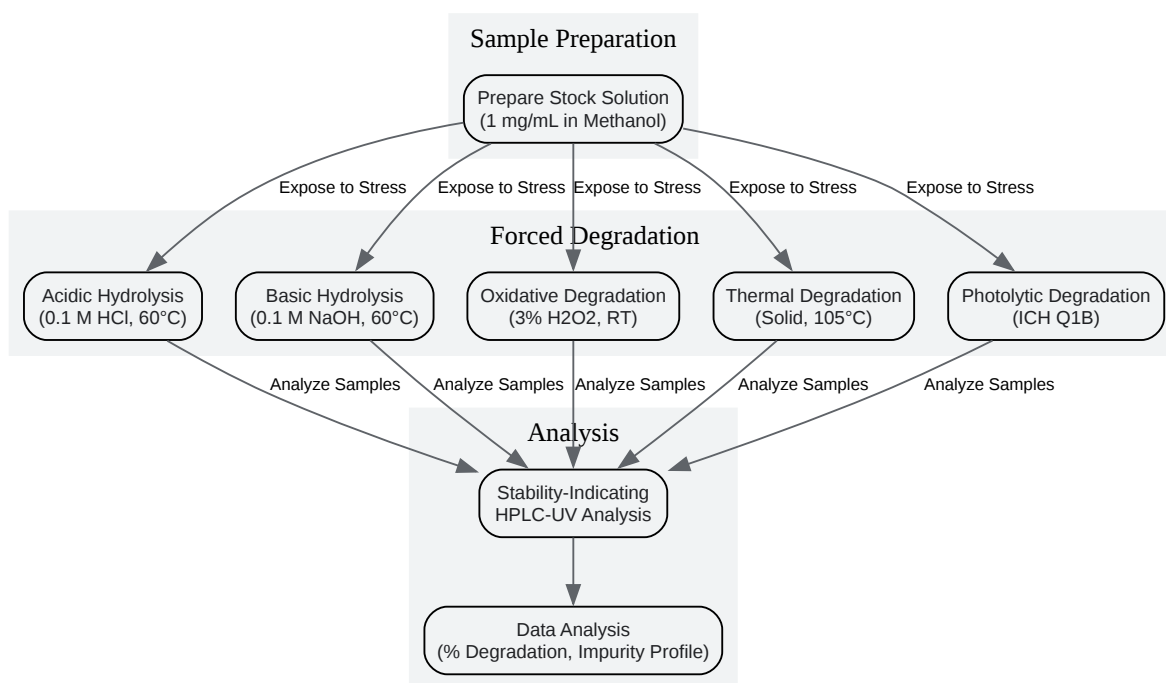 Sample Preparation
Prepare Stock Solution
(1 mg/mL in Methanol)
Expose to Stress
Expose to Stress
Expose to Stress
Expose to Stress
Expose to Stress
Forced Degradation
Acidic Hydrolysis
(0.1 M HCl, 60°C)
Basic Hydrolysis
(0.1 M NaOH, 60°C)
Oxidative Degradation
(3% H2O2, RT)
Thermal Degradation
(Solid, 105°C)
Photolytic Degradation
(ICH Q1B)
Analyze Samples
Analyze Samples
Analyze Samples
Analyze Samples
Analyze Samples
Analysis
Stability-Indicating
HPLC-UV Analysis
Data Analysis
(% Degradation, Impurity Profile)